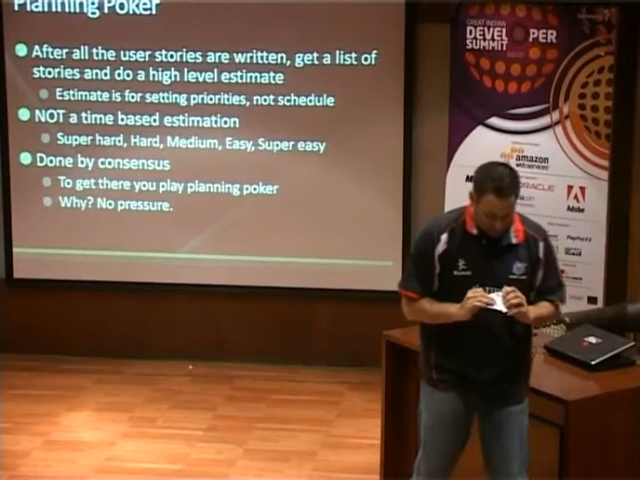 Planning Poker
After all the user stories are written, get a list of
stories and do a high level estimate
Estimate is for setting priorities, not schedule
NOT a time based estimation
Super hard, Hard, Medium, Easy, Super easy
Done by consensus
To get there you play planning poker
Why? No pressure.
GREAT INDIAN
DEVEL PER
SUMMIT
amazon
web services
ORACLE
Adobe
PayPal